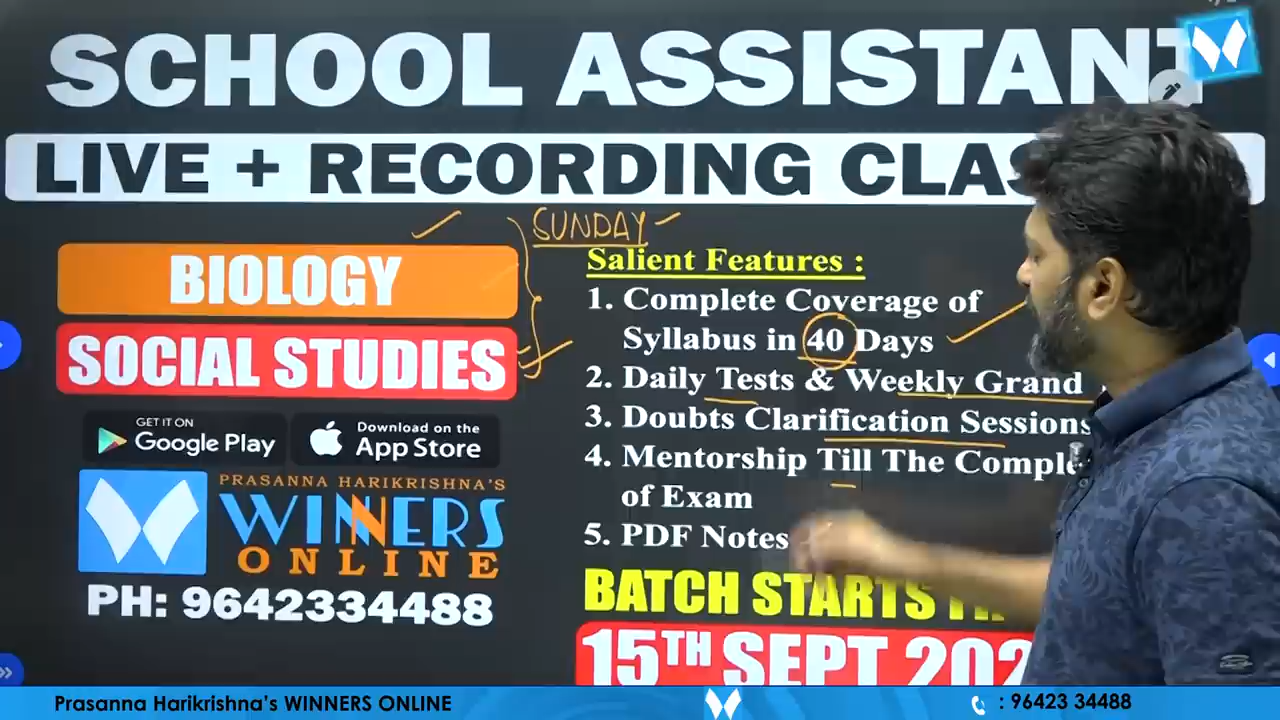 SCHOOL ASSISTANT
LIVE + RECORDING CLAS
SUNDAY
BIOLOGY
SOCIAL STUDIES
GET IT ON
Google Play
Download on the
App Store
PRASANNA HARIKRISHNA'S
WINNERS
ONLINE
PH: 9642334488
Salient Features :
1. Complete Coverage of
Syllabus in 40 Days
2. Daily Tests & Weekly Grand
3. Doubts Clarification Sessions
4. Mentorship Till The Comple
of Exam
5. PDF Notes
BATCH STARTS
15TH SEPT 202
Prasanna Harikrishna's WINNERS ONLINE
: 96423 34488